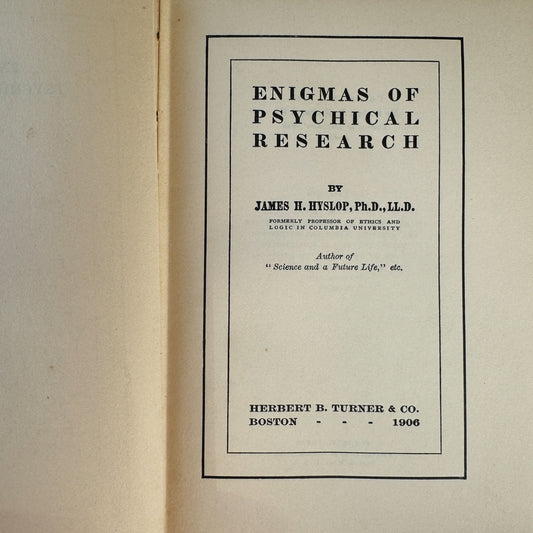 ENIGMAS OF
PSYCHICAL
RESEARCH
BY
JAMES H. HYSLOP, Ph.D., LL.D.
FORMERLY PROFESSOR OF ETHICS AND
LOGIC IN COLUMBIA UNIVERSITY
Author of
"Science and a Future Life," etc.
HERBERT B. TURNER & CO.
BOSTON - - - 1906